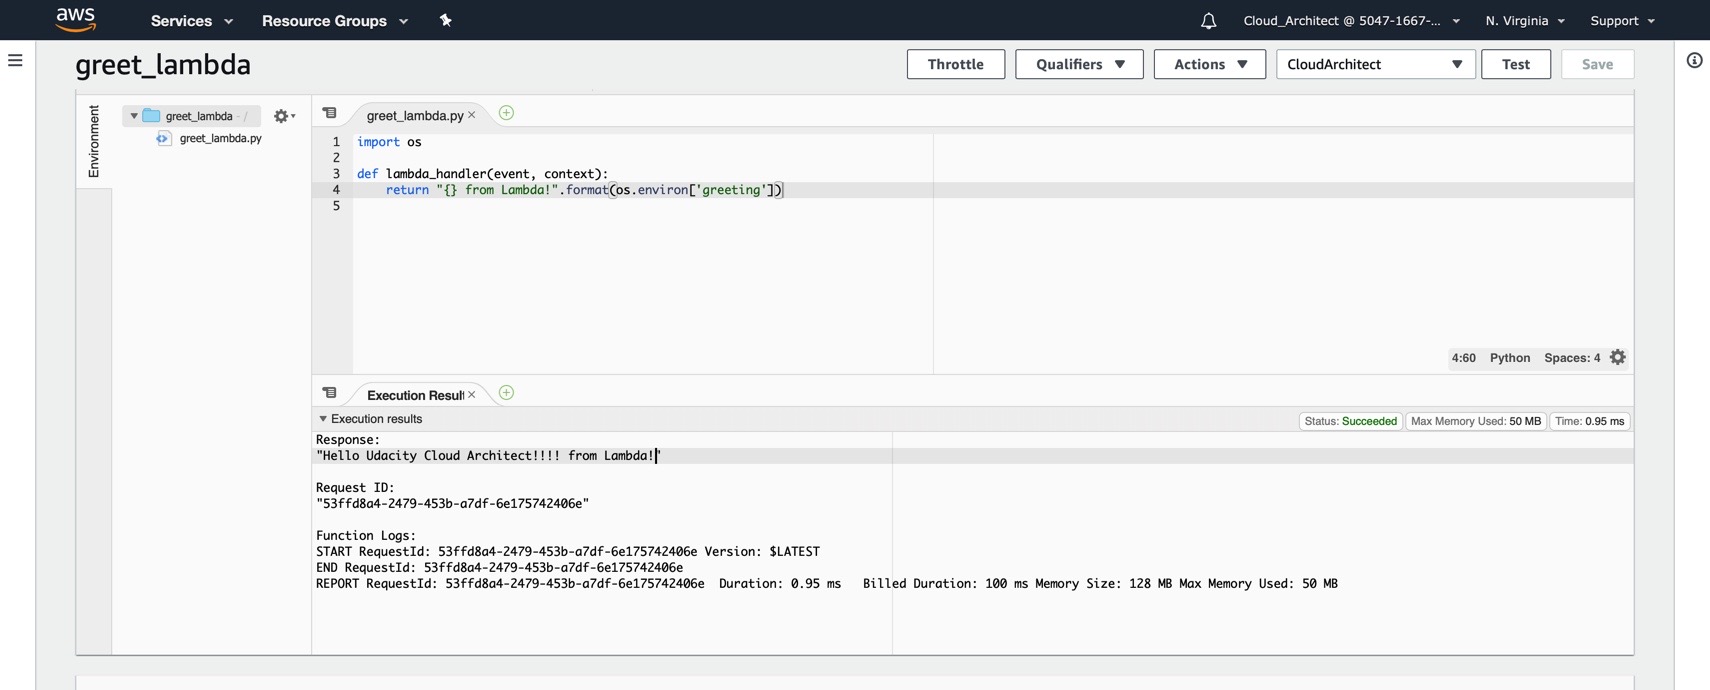 aws Services Resource Groups Cloud_Architect @ 5047-1667-... N. Virginia Support
greet_lambda Throttle Qualifiers Actions CloudArchitect Test Save
Environment
greet_lambda - /
greet_lambda.py
greet_lambda.py
1 import os
2
3 def lambda_handler(event, context):
4 return "{} from Lambda!".format(os.environ['greeting'])
5
4:60 Python Spaces: 4
Execution Result
Execution results Status: Succeeded Max Memory Used: 50 MB Time: 0.95 ms
Response:
"Hello Udacity Cloud Architect!!!! from Lambda!"
Request ID:
"53ffd8a4-2479-453b-a7df-6e175742406e"
Function Logs:
START RequestId: 53ffd8a4-2479-453b-a7df-6e175742406e Version: $LATEST
END RequestId: 53ffd8a4-2479-453b-a7df-6e175742406e
REPORT RequestId: 53ffd8a4-2479-453b-a7df-6e175742406e Duration: 0.95 ms Billed Duration: 100 ms Memory Size: 128 MB Max Memory Used: 50 MB